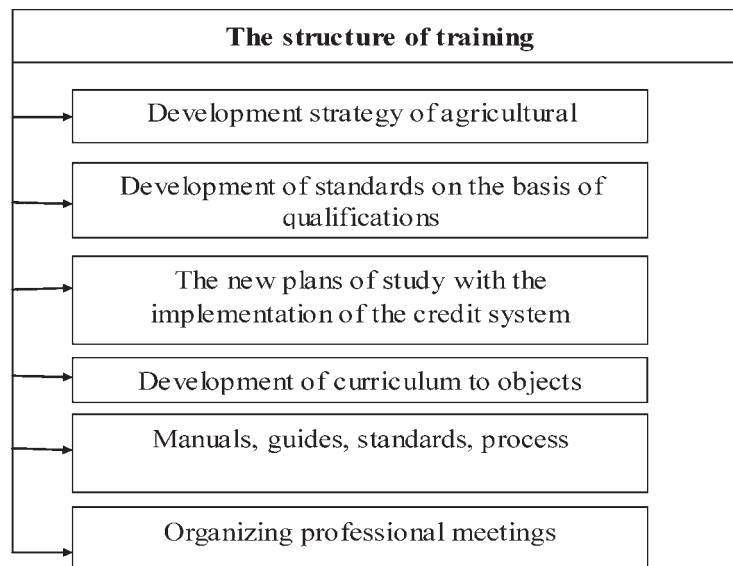 The structure of training
Development strategy of agricultural
Development of standards on the basis of
qualifications
The new plans of study with the
implementation of the credit system
Development of curriculum to objects
Manuals, guides, standards, process
Organizing professional meetings